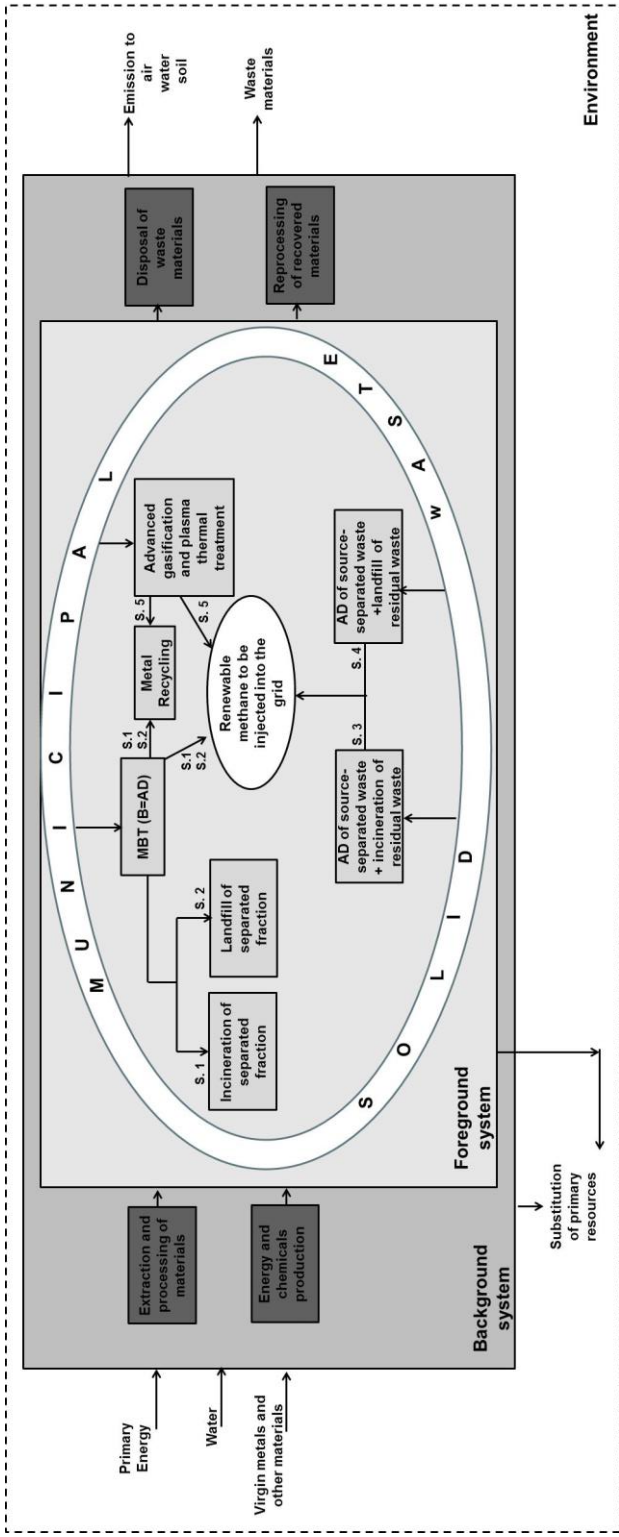 Primary
Energy
Water
Virgin metals and
other materials
Extraction and
processing of
materials
Energy and
chemicals
production
Background
system
Foreground
system
Substitution
of primary
resources
M U N I C I P A L
S O L I D
w A S T E
MBT (B=AD)
S.1
S.2
Metal
Recycling
S.1
S.2
S. 5
S. 5
Advanced
gasification
and plasma
thermal
treatment
S. 1
Incineration of
separated
fraction
S. 2
Landfill of
separated
fraction
Renewable
methane to be
injected into the
grid
S. 3
S. 4
AD of source-
separated waste
+ incineration of
residual waste
AD of source-
separated waste
+landfill of
residual waste
Disposal of
waste
materials
Reprocessing
of recovered
materials
Emission to
air
water
soil
Waste
materials
Environment